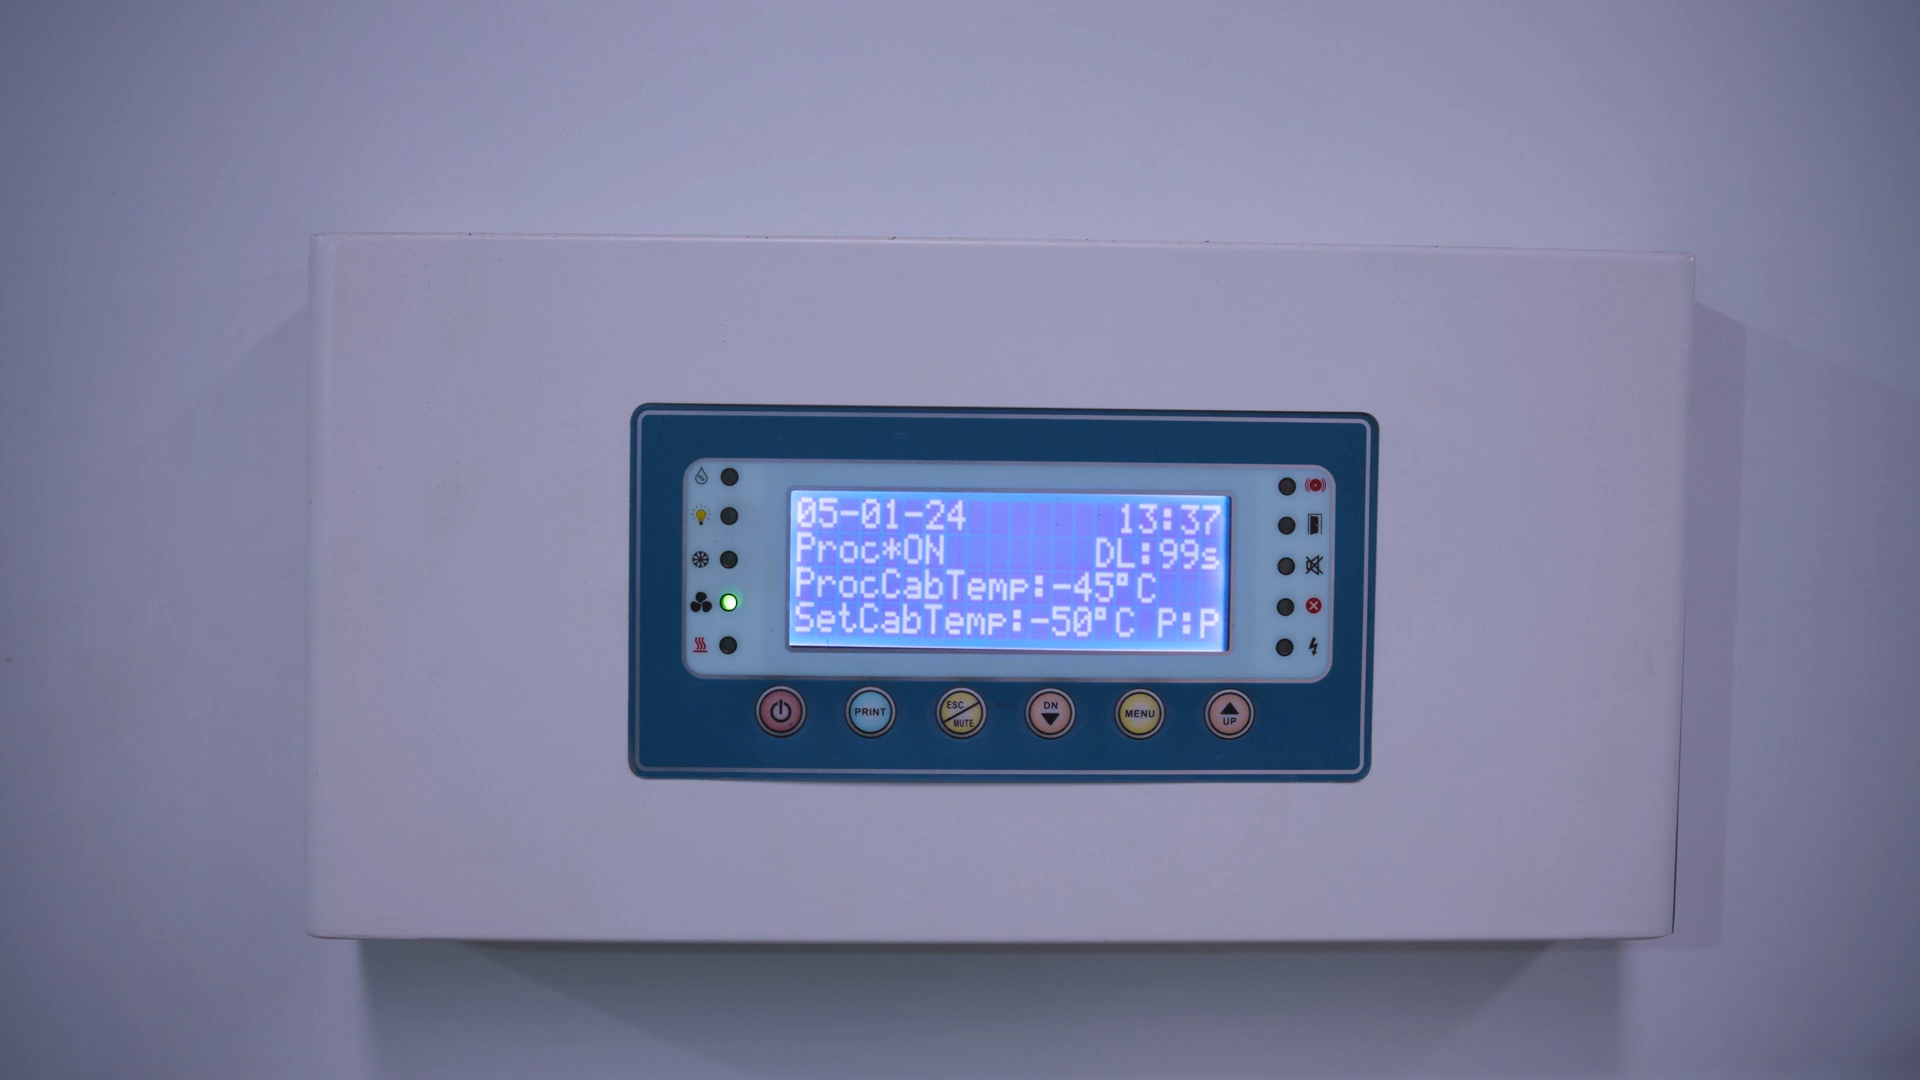 05-01-24 13:37
Proc*ON DL:99s
ProcCabTemp:-45°C
SetCabTemp:-50°C P:P
PRINT
ESC
MUTE
DN
MENU
UP